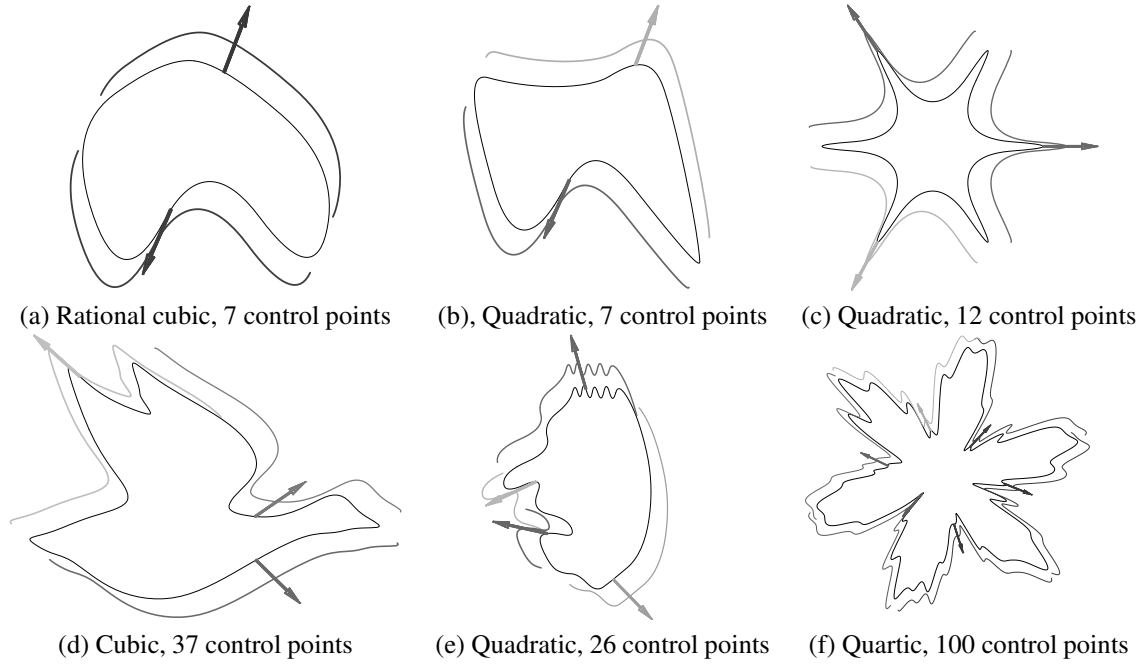 (a) Rational cubic, 7 control points
(b), Quadratic, 7 control points
(c) Quadratic, 12 control points
(d) Cubic, 37 control points
(e) Quadratic, 26 control points
(f) Quartic, 100 control points